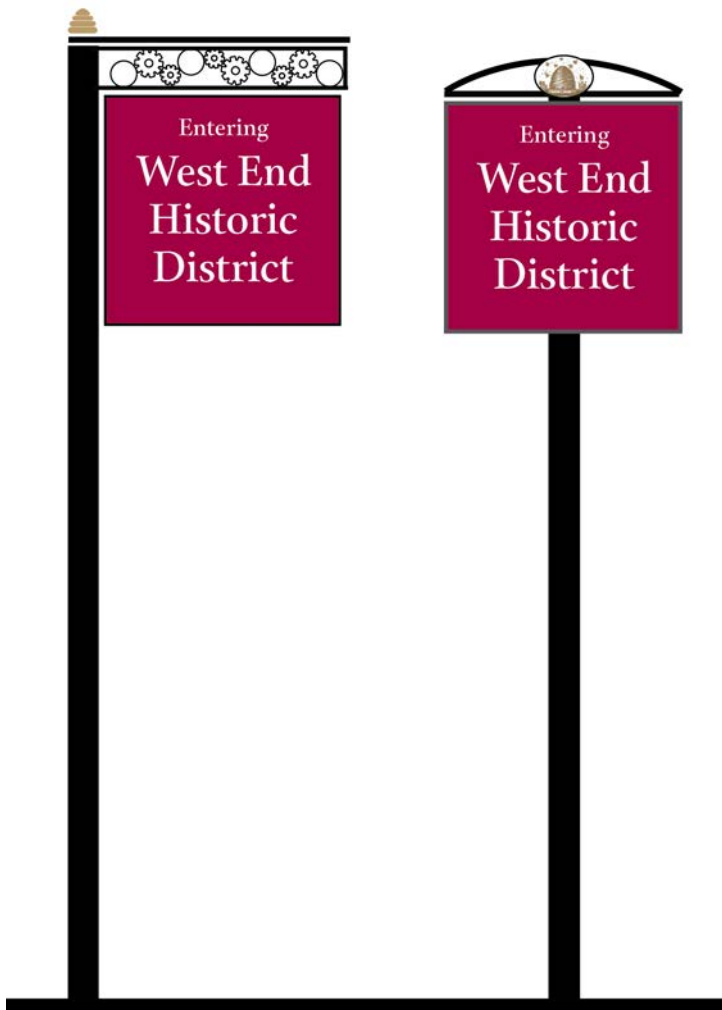 Entering
West End
Historic
District
Entering
West End
Historic
District